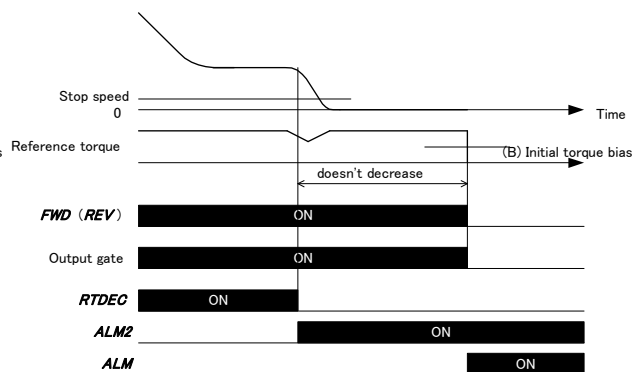 Stop speed
0
Time
s
Reference torque
(B) Initial torque bias
doesn't decrease
FWD (REV)
ON
Output gate
ON
RTDEC
ON
ALM2
ON
ALM
ON